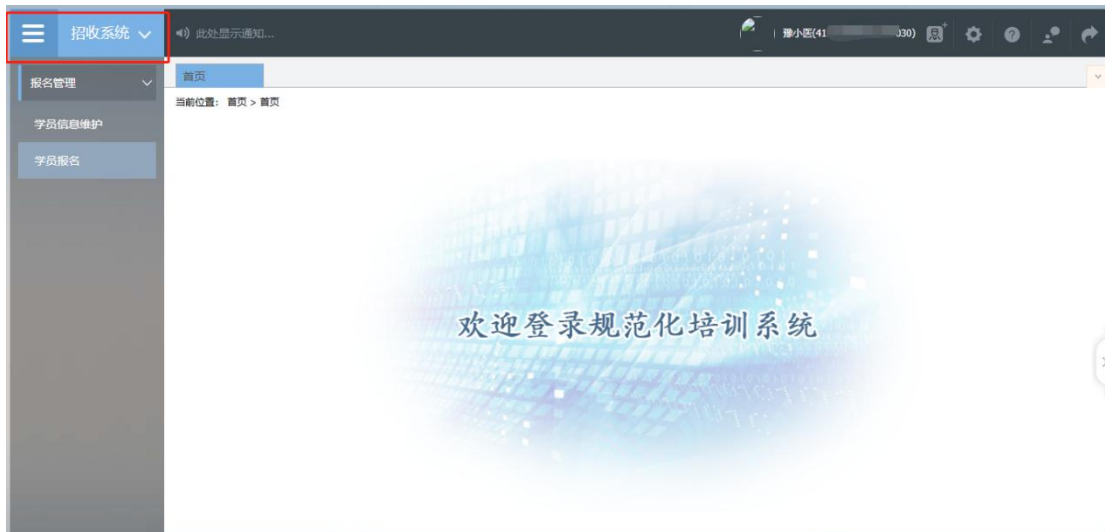 招收系统
此处显示通知...
豫小医(41 030)
报名管理
首页
当前位置: 首页 > 首页
学员信息维护
学员报名
欢迎登录规范化培训系统